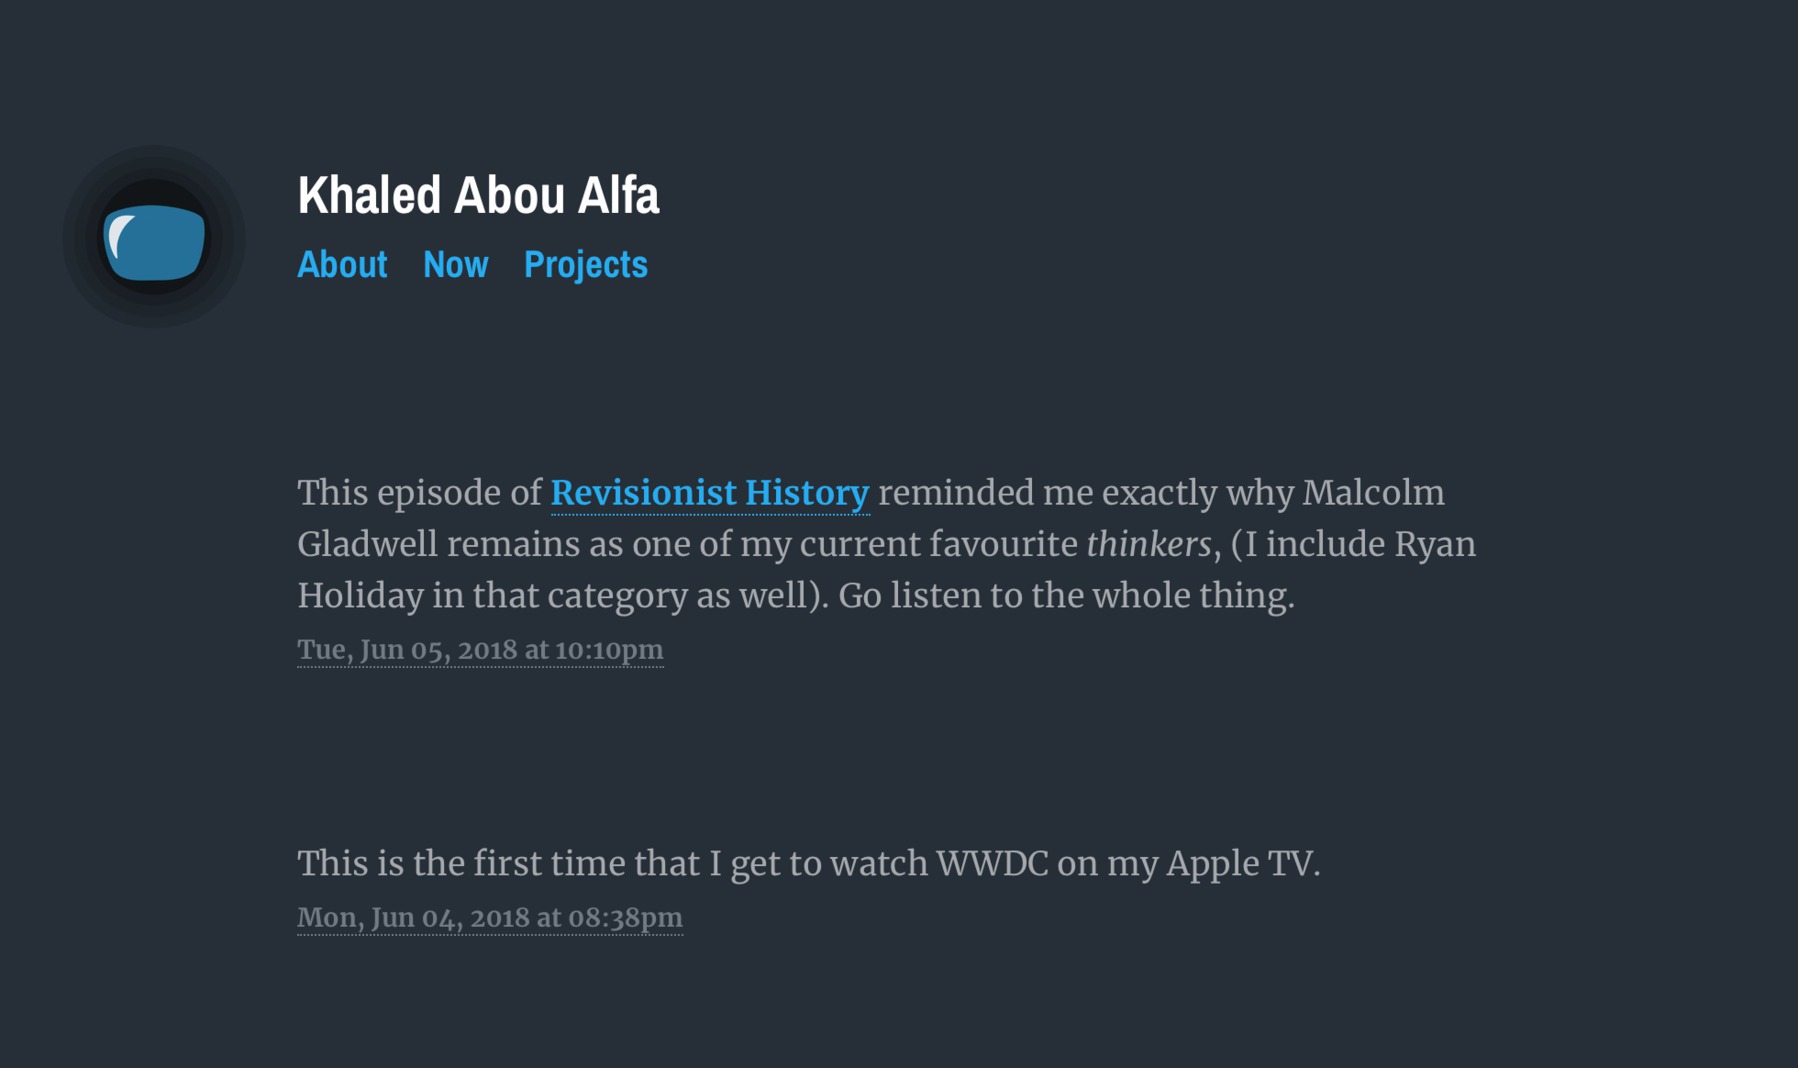 Khaled Abou Alfa
About Now Projects
This episode of Revisionist History reminded me exactly why Malcolm
Gladwell remains as one of my current favourite thinkers, (I include Ryan
Holiday in that category as well). Go listen to the whole thing.
Tue, Jun 05, 2018 at 10:10pm
This is the first time that I get to watch WWDC on my Apple TV.
Mon, Jun 04, 2018 at 08:38pm